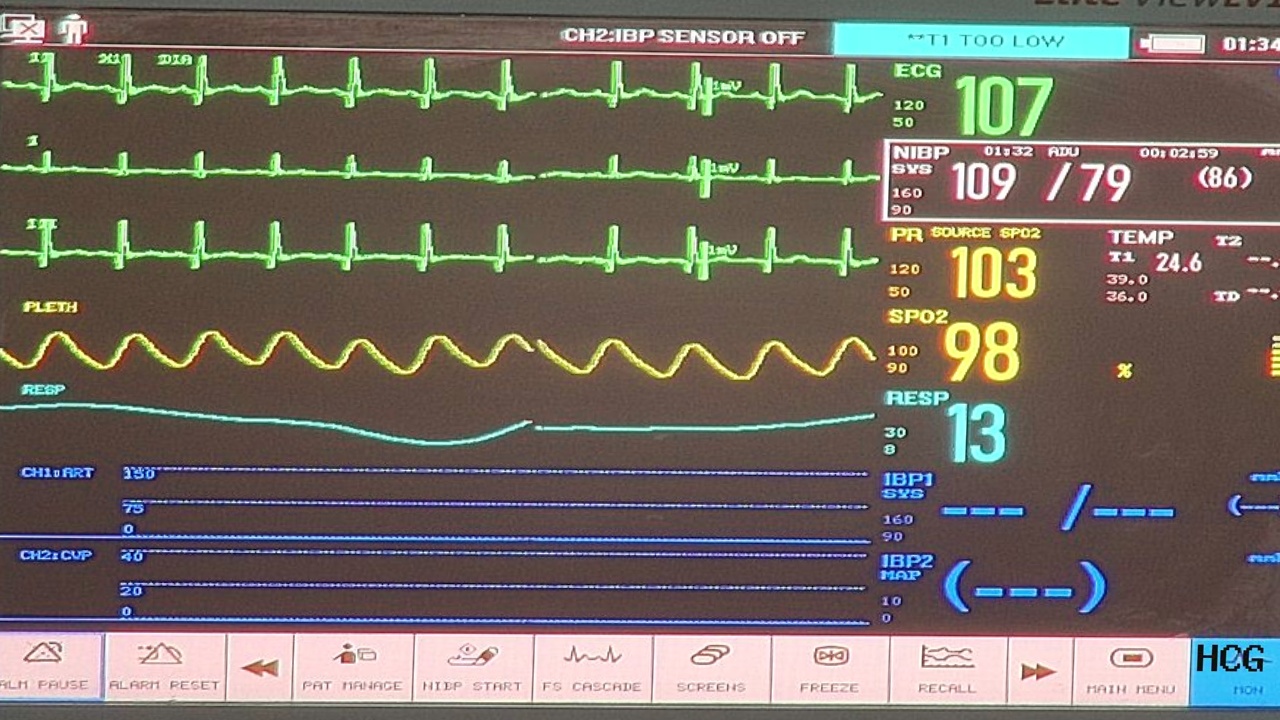 CH2:IBP SENSOR OFF
**T1 TOO LOW
II X1 DIA
1mV
ECG
107
120
50
I
1mV
NIBP 01:32 ADU 00:02:59
SYS
109 /79 (86)
160
90
III
1mV
PR SOURCE SPO2
103
120
50
TEMP T2
T1 24.6 --.
39.0
36.0 TD --.
PLETH
SPO2
98
100
90
%
RESP
RESP
13
30
8
CH1:ART
150
75
0
IBP1
SYS
--- /--- (--
160
90
CH2:CVP
40
20
0
IBP2
MAP
(---)
10
0
ALM PAUSE
ALARM RESET
PAT MANAGE
NIBP START
FS CASCADE
SCREENS
FREEZE
RECALL
MAIN MENU
HCG
MON